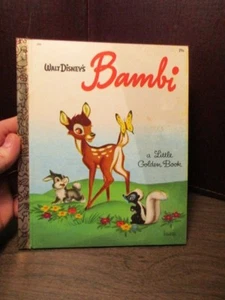 WALT DISNEY'S
Bambi
a Little
Golden Book